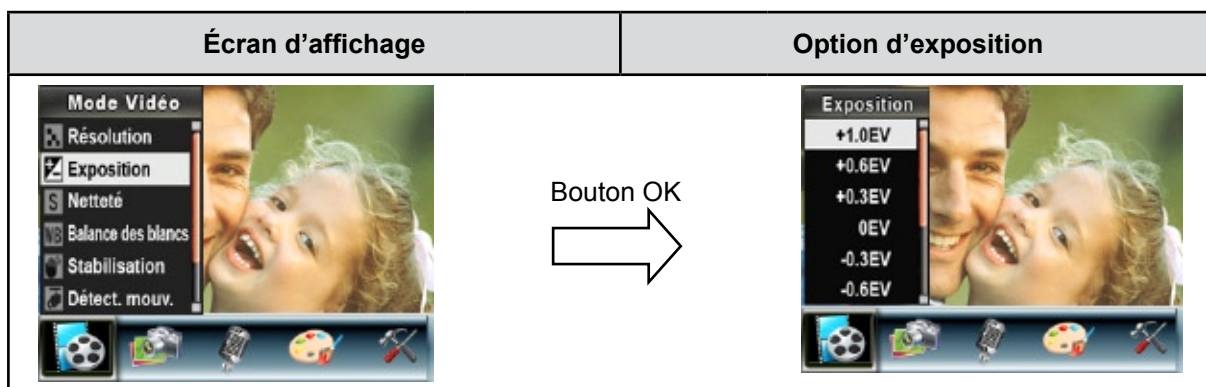 Écran d’affichage
Option d’exposition
Mode Vidéo
Résolution
Exposition
Netteté
Balance des blancs
Stabilisation
Détect. mouv.
Bouton OK
Exposition
+1.0EV
+0.6EV
+0.3EV
0EV
-0.3EV
-0.6EV